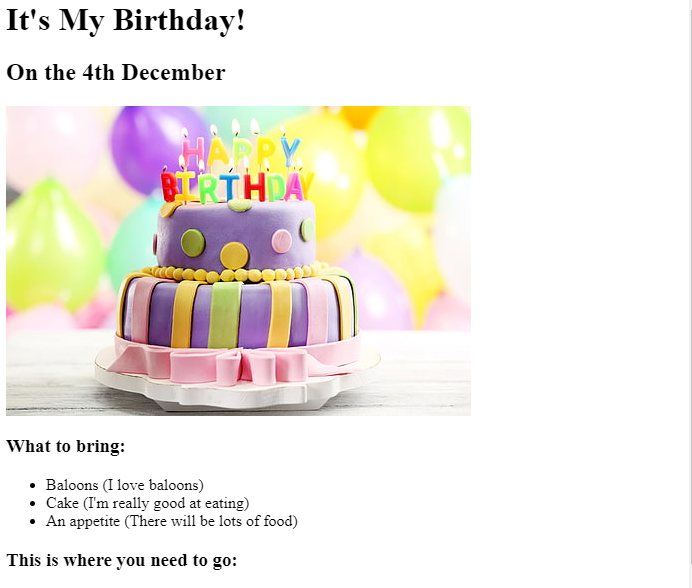 It's My Birthday!
On the 4th December
HAPPY
BIRTHDAY
What to bring:
Baloons (I love baloons)
Cake (I'm really good at eating)
An appetite (There will be lots of food)
This is where you need to go: